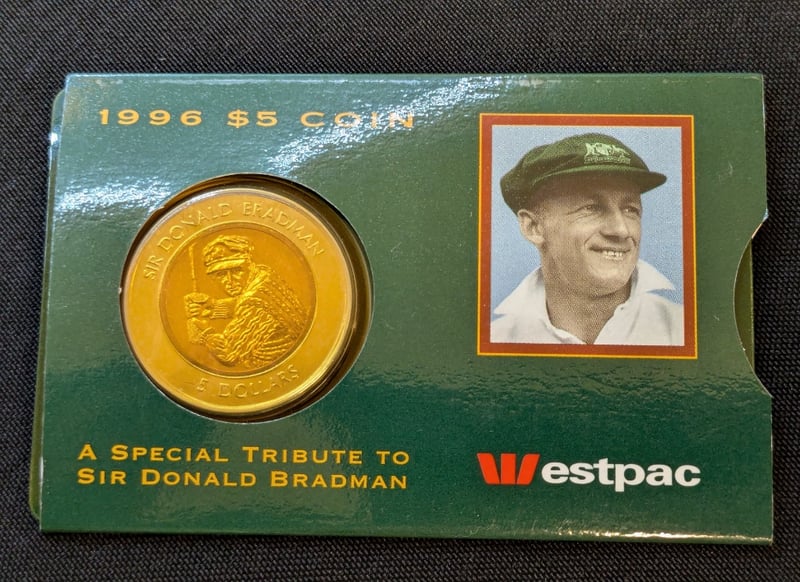 1996 $5 COIN
SIR DONALD BRADMAN
5 DOLLARS
A SPECIAL TRIBUTE TO
SIR DONALD BRADMAN
Westpac